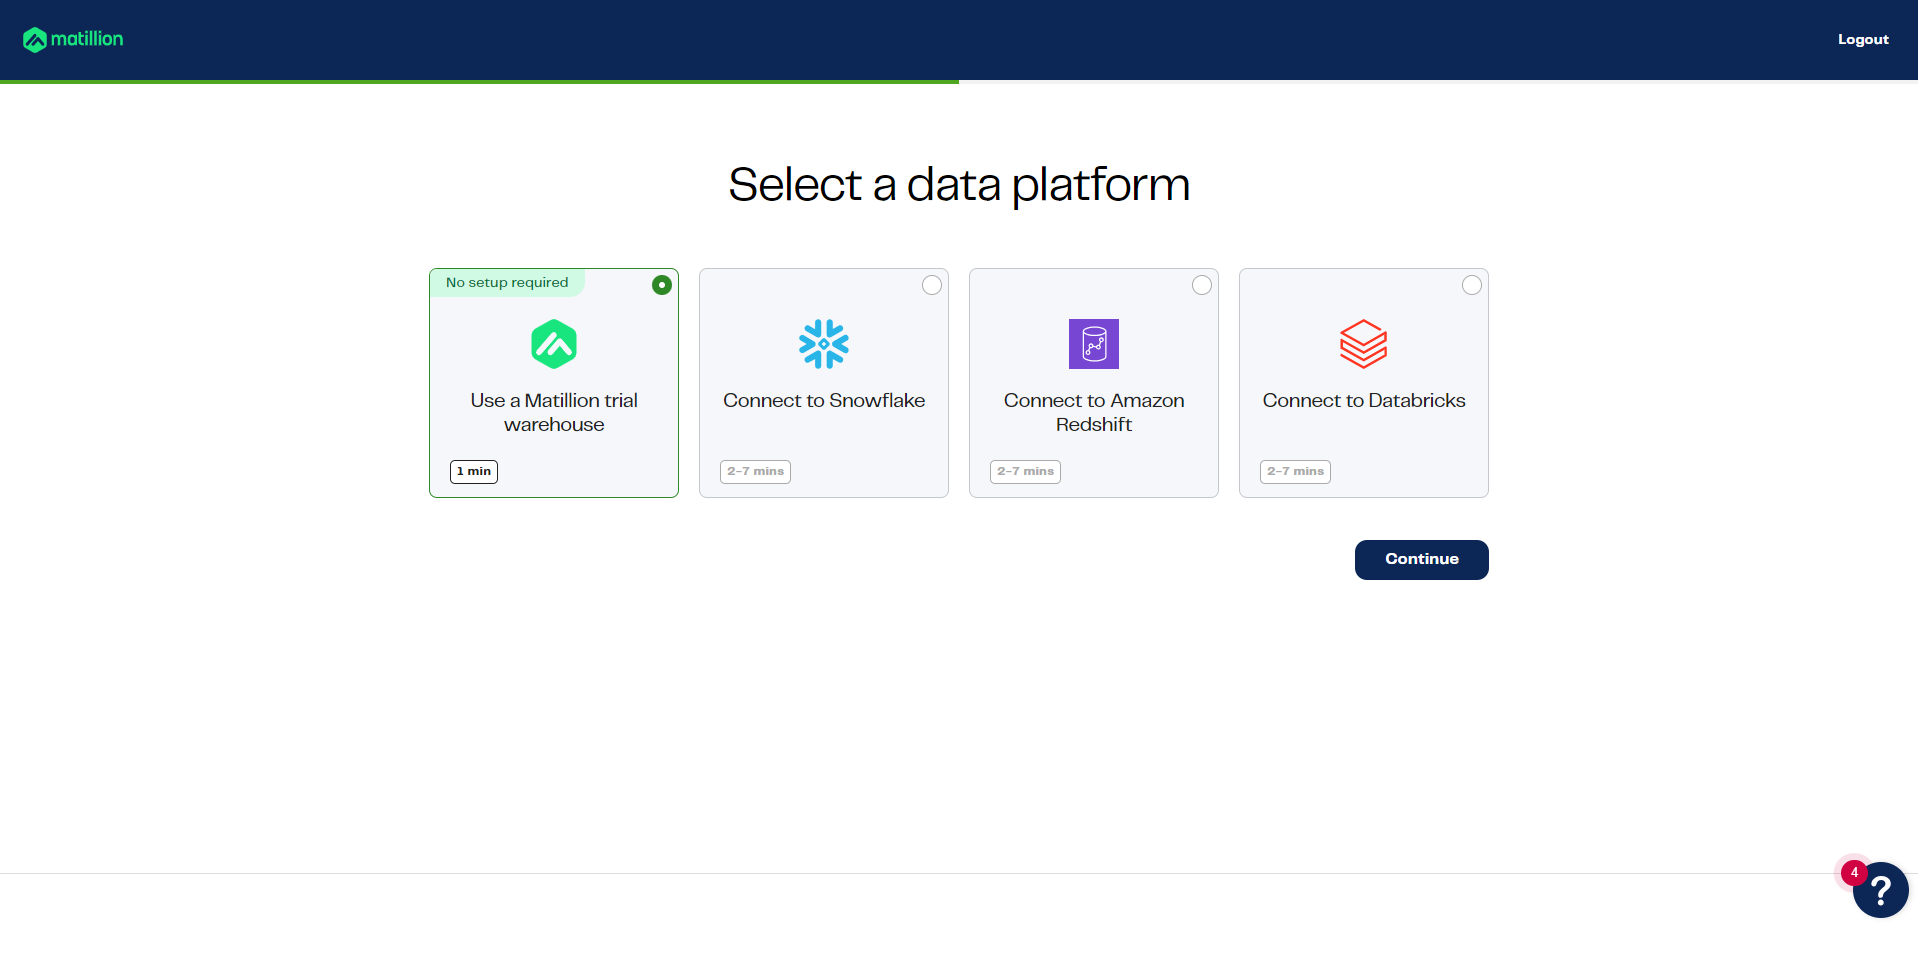 matillion
Logout
Select a data platform
No setup required
Use a Matillion trial
warehouse
1 min
Connect to Snowflake
2-7 mins
Connect to Amazon
Redshift
2-7 mins
Connect to Databricks
2-7 mins
Continue
4
?